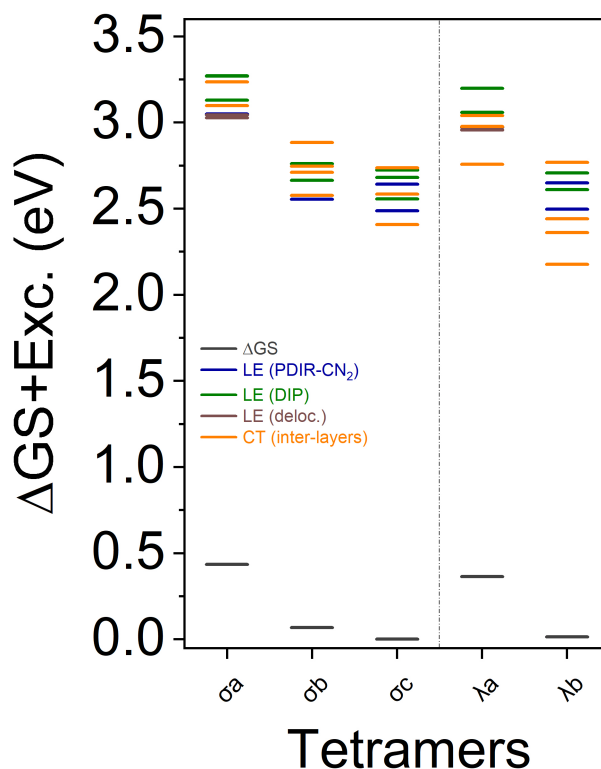 ΔGS+Exc. (eV)
3.5
3.0
2.5
2.0
1.5
1.0
0.5
0.0
ΔGS
LE (PDIR-CN₂)
LE (DIP)
LE (deloc.)
CT (inter-layers)
σa
σb
σc
λa
λb
Tetramers